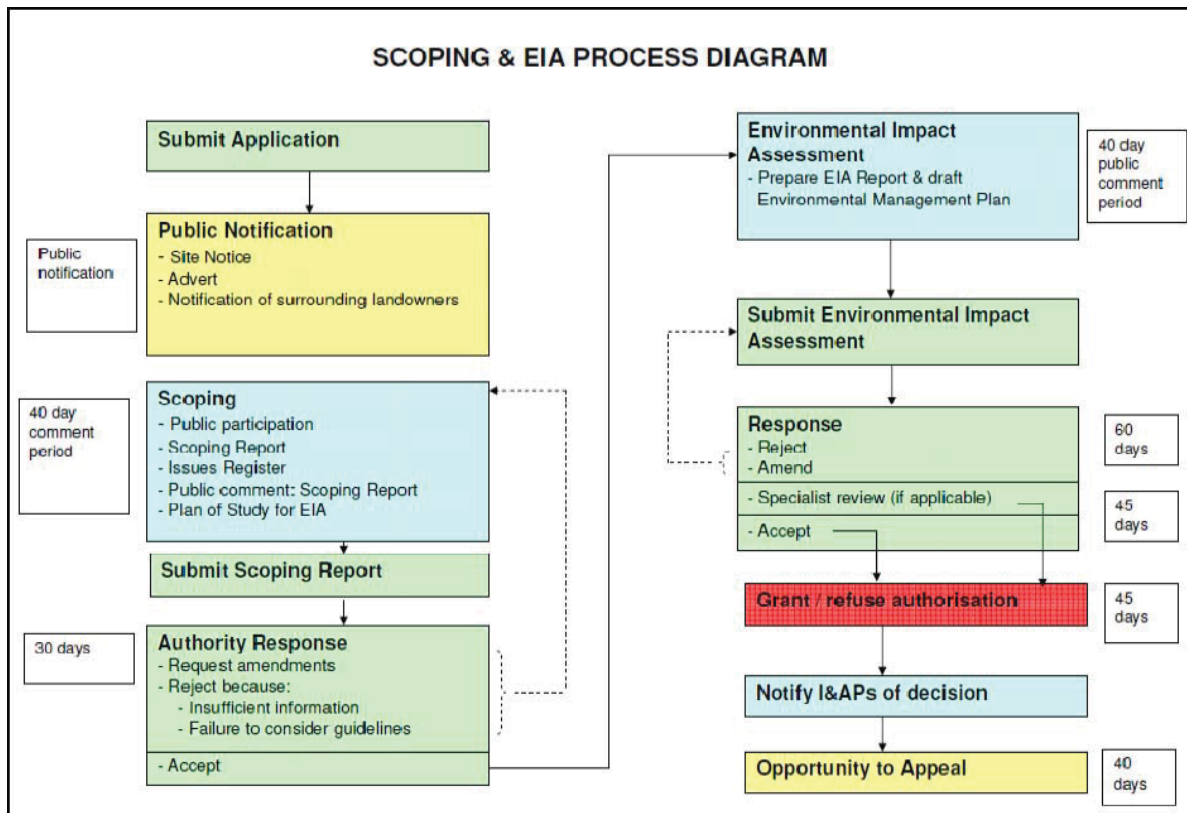 SCOPING & EIA PROCESS DIAGRAM
Submit Application
Public Notification
- Site Notice
- Advert
- Notification of surrounding landowners
Public
notification
Scoping
- Public participation
- Scoping Report
- Issues Register
- Public comment: Scoping Report
- Plan of Study for EIA
40 day
comment
period
Submit Scoping Report
Authority Response
- Request amendments
- Reject because:
- Insufficient information
- Failure to consider guidelines
- Accept
30 days
Environmental Impact
Assessment
- Prepare EIA Report & draft
Environmental Management Plan
40 day
public
comment
period
Submit Environmental Impact
Assessment
Response
- Reject
- Amend
- Specialist review (if applicable)
- Accept
60
days
45
days
Grant / refuse authorisation
45
days
Notify I&APs of decision
Opportunity to Appeal
40
days